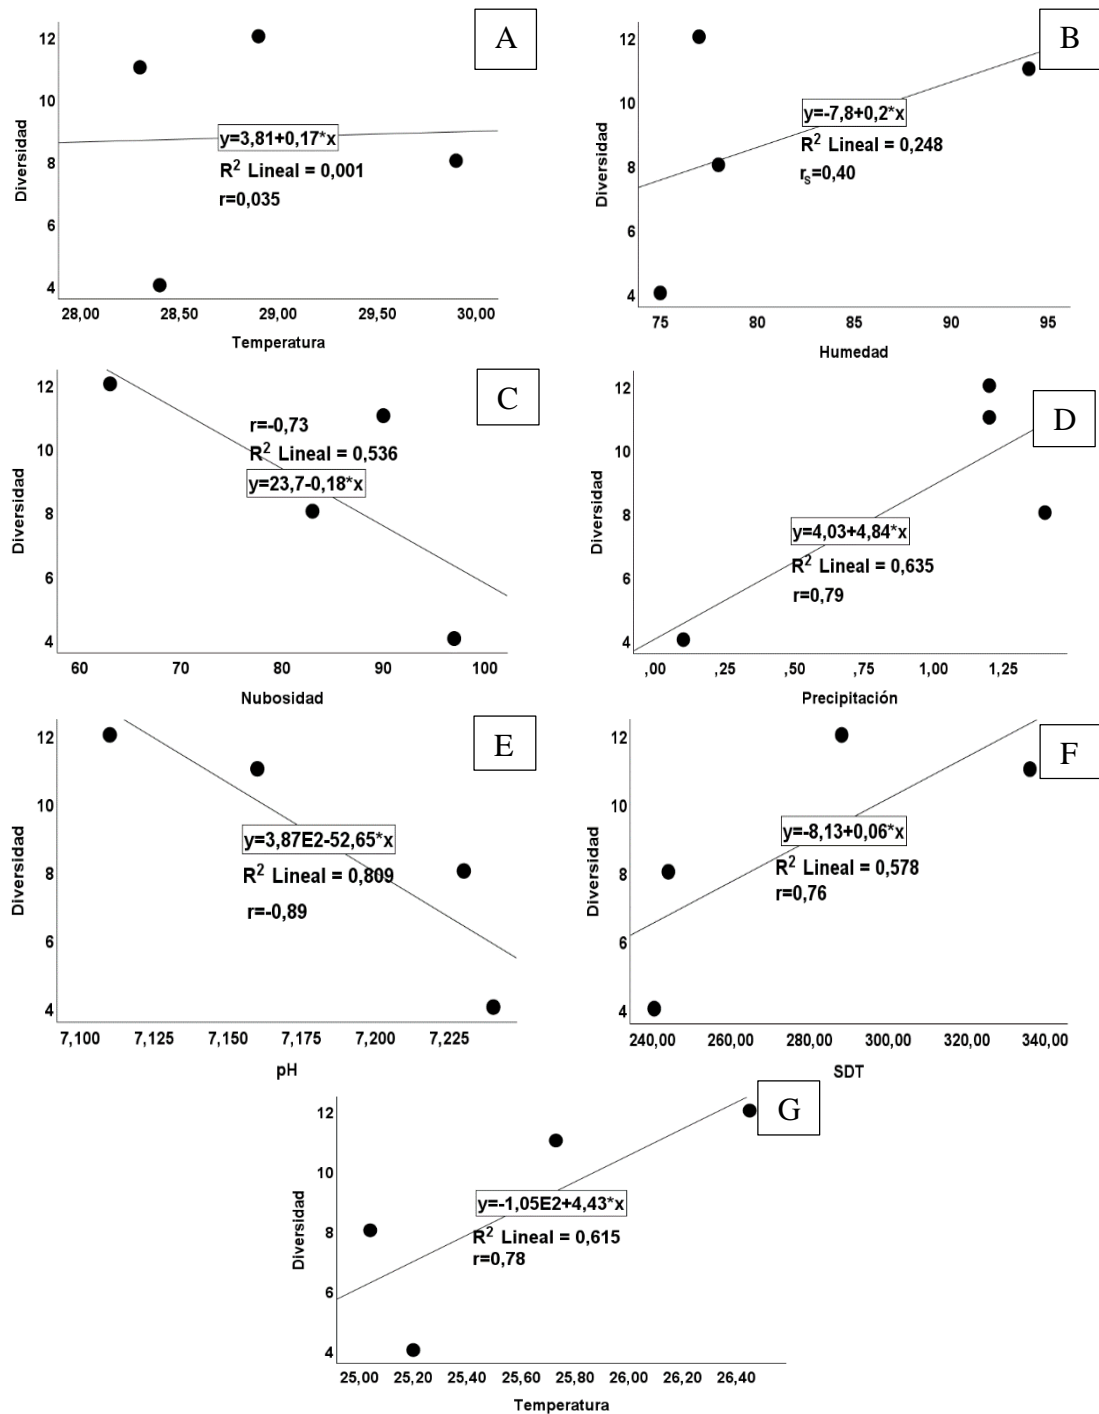 A
12
10
8
6
4
Diversidad
y=3,81+0,17*x
R² Lineal = 0,001
r=0,035
28,00 28,50 29,00 29,50 30,00
Temperatura
B
12
10
8
6
4
Diversidad
y=-7,8+0,2*x
R² Lineal = 0,248
rₛ=0,40
75 80 85 90 95
Humedad
C
12
10
8
6
4
Diversidad
r=-0,73
R² Lineal = 0,536
y=23,7-0,18*x
60 70 80 90 100
Nubosidad
D
12
10
8
6
4
Diversidad
y=4,03+4,84*x
R² Lineal = 0,635
r=0,79
,00 ,25 ,50 ,75 1,00 1,25
Precipitación
E
12
10
8
6
4
Diversidad
y=3,87E2-52,65*x
R² Lineal = 0,809
r=-0,89
7,100 7,125 7,150 7,175 7,200 7,225
pH
F
12
10
8
6
4
Diversidad
y=-8,13+0,06*x
R² Lineal = 0,578
r=0,76
240,00 260,00 280,00 300,00 320,00 340,00
SDT
G
12
10
8
6
4
Diversidad
y=-1,05E2+4,43*x
R² Lineal = 0,615
r=0,78
25,00 25,20 25,40 25,60 25,80 26,00 26,20 26,40
Temperatura